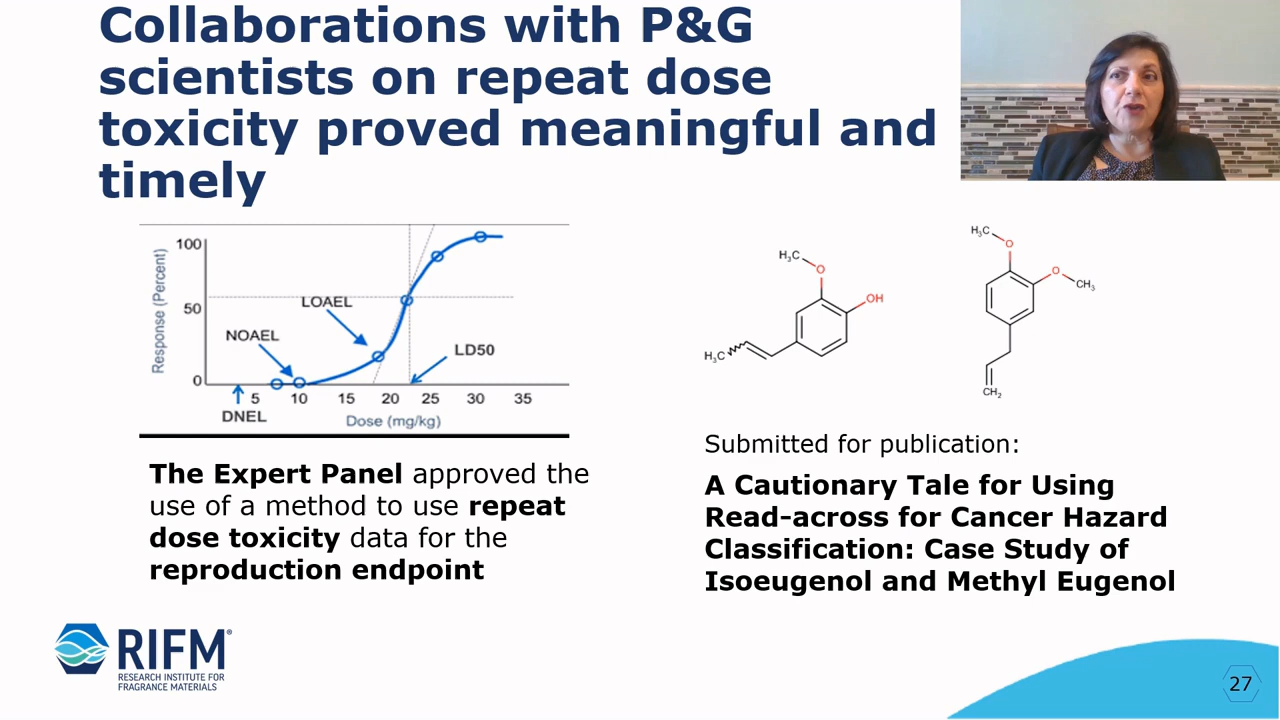 Collaborations with P&G
scientists on repeat dose
toxicity proved meaningful and
timely
Response (Percent)
100
50
0
LOAEL
NOAEL
LD50
5 10 15 20 25 30 35
DNEL
Dose (mg/kg)
The Expert Panel approved the
use of a method to use repeat
dose toxicity data for the
reproduction endpoint
H3C
O
OH
H3C
H3C
O
O
CH3
CH2
Submitted for publication:
A Cautionary Tale for Using
Read-across for Cancer Hazard
Classification: Case Study of
Isoeugenol and Methyl Eugenol
RIFM®
RESEARCH INSTITUTE FOR
FRAGRANCE MATERIALS
27